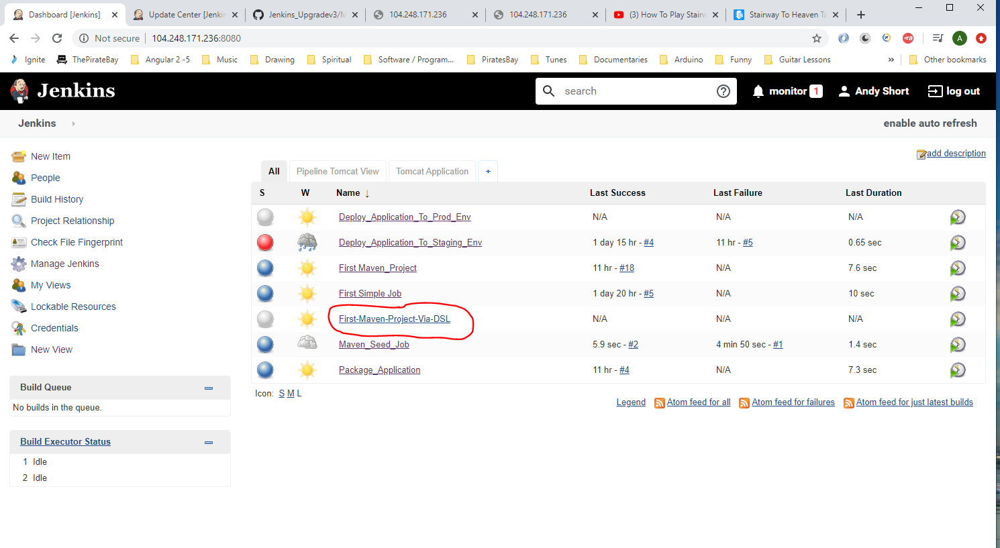 Dashboard [Jenkins] Update Center [Jenkin Jenkins_Upgradev3/M 104.248.171.236 104.248.171.236 (3) How To Play Stairw Stairway To Heaven Ta
Not secure 104.248.171.236:8080 A
Ignite ThePirateBay Angular 2 -5 Music Drawing Spiritual Software / Program... PiratesBay Tunes Documentaries Arduino Funny Guitar Lessons » Other bookmarks
Jenkins search monitor 1 Andy Short log out
Jenkins enable auto refresh
add description
New Item
People
Build History
Project Relationship
Check File Fingerprint
Manage Jenkins
My Views
Lockable Resources
Credentials
New View
Build Queue
No builds in the queue.
Build Executor Status
1 Idle
2 Idle
All Pipeline Tomcat View Tomcat Application +
S W Name ↓ Last Success Last Failure Last Duration
Deploy_Application_To_Prod_Env N/A N/A N/A
Deploy_Application_To_Staging_Env 1 day 15 hr - #4 11 hr - #5 0.65 sec
First Maven_Project 11 hr - #18 N/A 7.6 sec
First Simple Job 1 day 20 hr - #5 N/A 10 sec
First-Maven-Project-Via-DSL N/A N/A N/A
Maven_Seed_Job 5.9 sec - #2 4 min 50 sec - #1 1.4 sec
Package_Application 11 hr - #4 N/A 7.3 sec
Icon: S M L
Legend Atom feed for all Atom feed for failures Atom feed for just latest builds